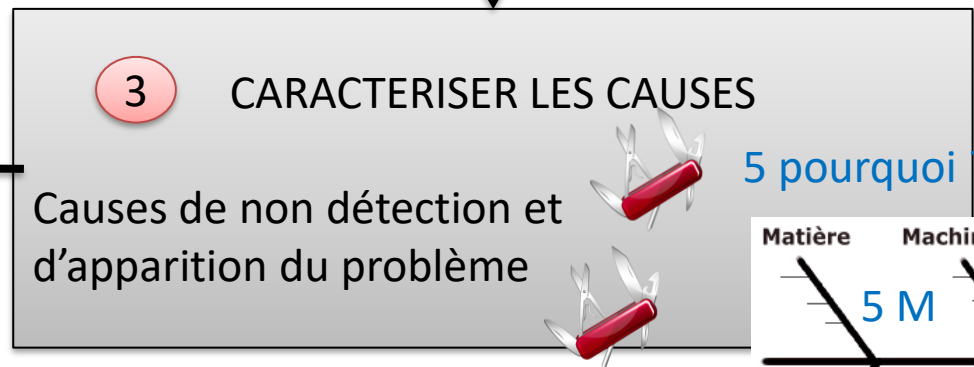 3 CARACTERISER LES CAUSES
5 pourquoi
Causes de non détection et
d’apparition du problème
Matière
5 M